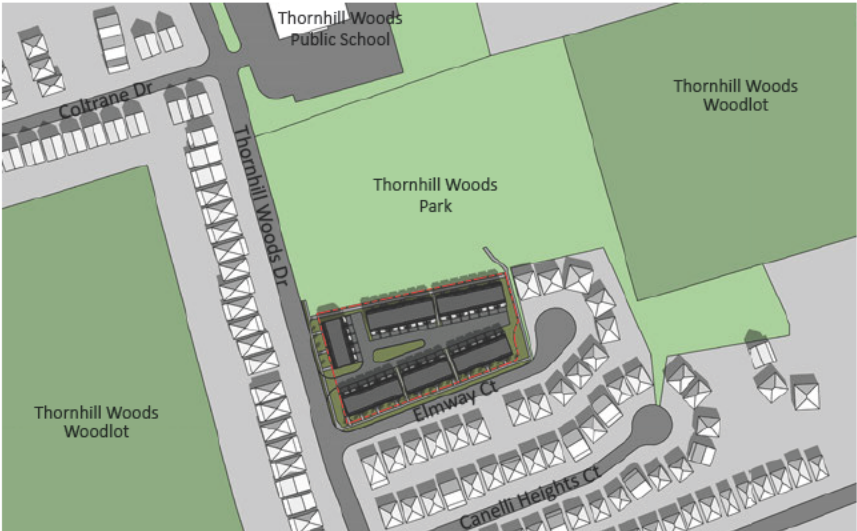 Thornhill Woods
Public School
Coltrane Dr
Thornhill Woods
Woodlot
Thornhill Woods Dr
Thornhill Woods
Park
Elmway Ct
Thornhill Woods
Woodlot
Canelli Heights Ct